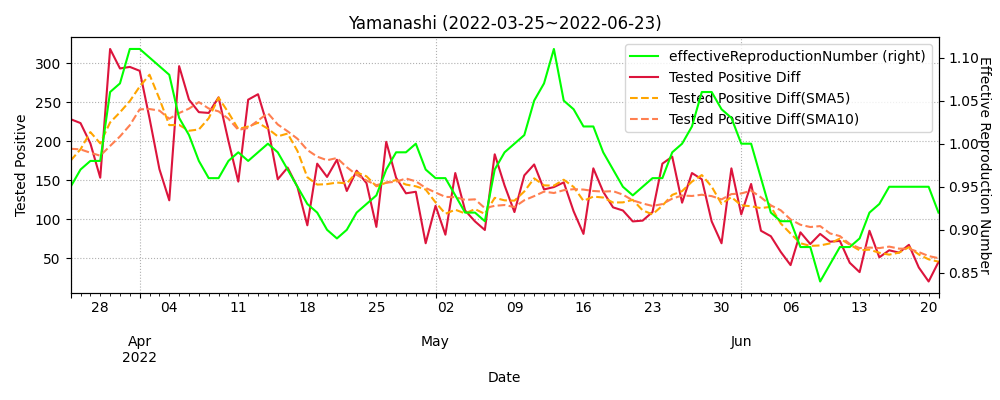 Yamanashi (2022-03-25~2022-06-23)
effectiveReproductionNumber (right)
Tested Positive Diff
Tested Positive Diff(SMA5)
Tested Positive Diff(SMA10)
Tested Positive
300
250
200
150
100
50
1.10
1.05
1.00
0.95
0.90
0.85
Effective Reproduction Number
28 04 11 18 25 02 09 16 23 30 06 13 20
Apr May Jun
2022
Date